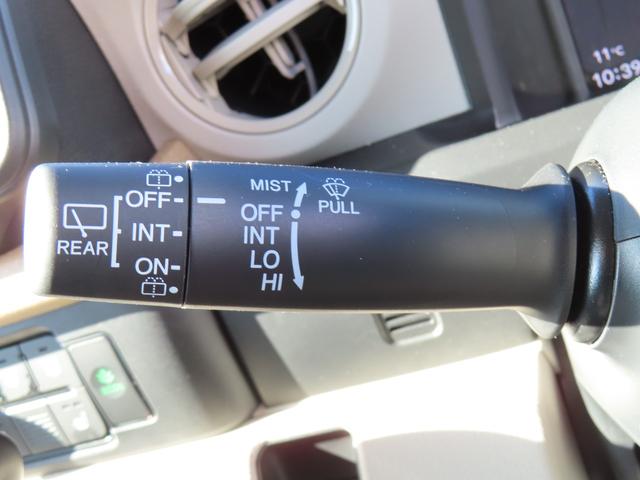 11℃
10:39
MIST
PULL
OFF
INT
LO
HI
OFF
REAR
INT
ON